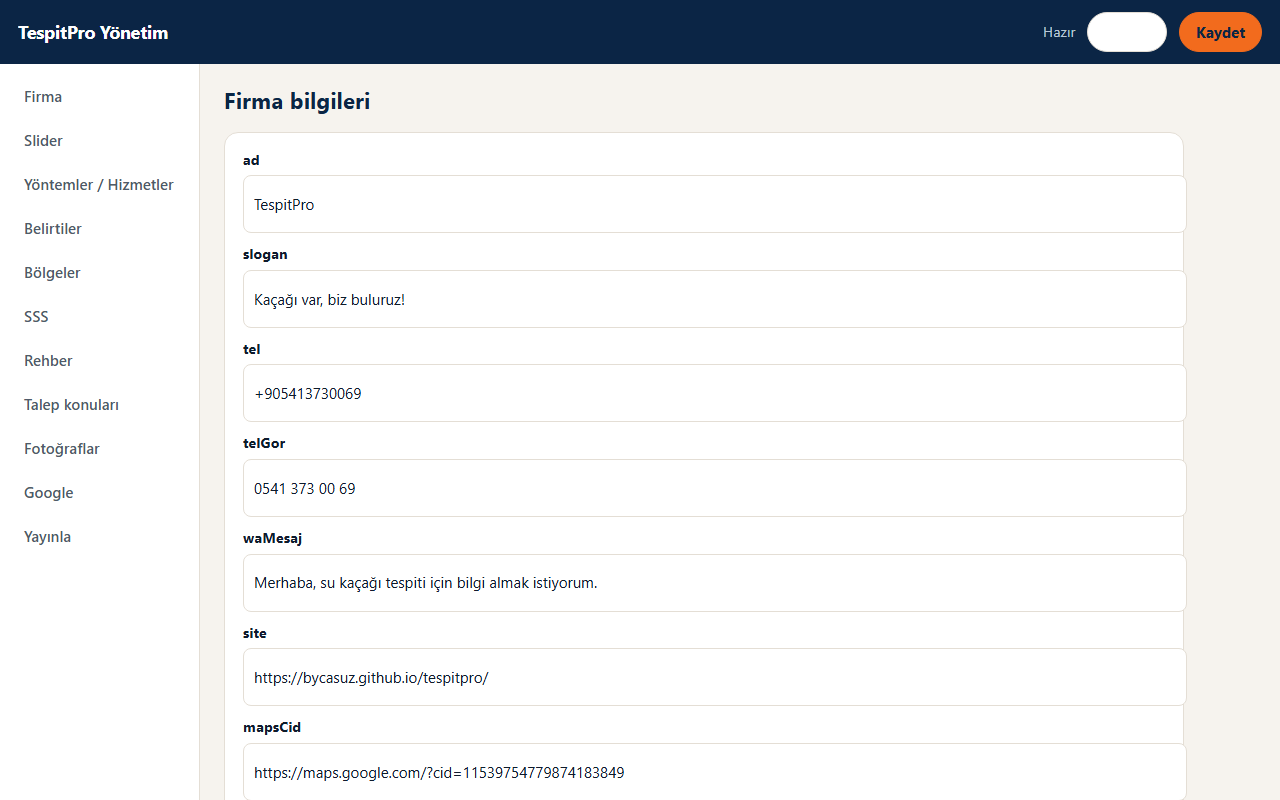 TespitPro Yönetim
Hazır
Kaydet
Firma
Slider
Yöntemler / Hizmetler
Belirtiler
Bölgeler
SSS
Rehber
Talep konuları
Fotoğraflar
Google
Yayınla
Firma bilgileri
ad
TespitPro
slogan
Kaçağı var, biz buluruz!
tel
+905413730069
telGor
0541 373 00 69
waMesaj
Merhaba, su kaçağı tespiti için bilgi almak istiyorum.
site
https://bycasuz.github.io/tespitpro/
mapsCid
https://maps.google.com/?cid=11539754779874183849